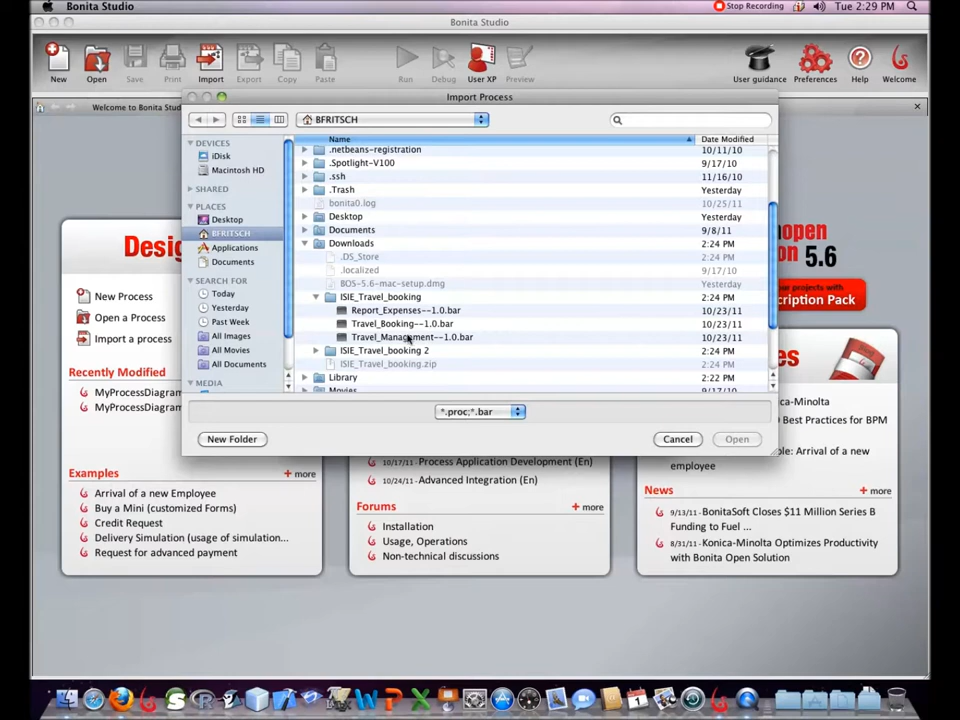 Bonita Studio
Stop Recording
Tue 2:29 PM
Bonita Studio
New
Open
Save
Print
Import
Export
Copy
Paste
Run
Debug
User XP
Preview
User guidance
Preferences
Help
Welcome
Welcome to Bonita Stud
Import Process
BFRITSCH
DEVICES
iDisk
Macintosh HD
SHARED
PLACES
Desktop
BFRITSCH
Applications
Documents
SEARCH FOR
Today
Yesterday
Past Week
All Images
All Movies
All Documents
MEDIA
Name
Date Modified
.netbeans-registration
10/11/10
.Spotlight-V100
9/17/10
.ssh
11/16/10
.Trash
Yesterday
bonita0.log
10/25/11
Desktop
Yesterday
Documents
9/8/11
Downloads
2:24 PM
.DS_Store
2:24 PM
.localized
9/17/10
BOS-5.6-mac-setup.dmg
Yesterday
ISIE_Travel_booking
2:24 PM
Report_Expenses--1.0.bar
10/23/11
Travel_Booking--1.0.bar
10/23/11
Travel_Management--1.0.bar
10/23/11
ISIE_Travel_booking 2
2:24 PM
ISIE_Travel_booking.zip
2:24 PM
Library
2:22 PM
Movies
9/17/10
*.proc;*.bar
New Folder
Cancel
Open
Desig
New Process
Open a Process
Import a process
Recently Modified
MyProcessDiagram
MyProcessDiagram
Examples
+ more
Arrival of a new Employee
Buy a Mini (customized Forms)
Credit Request
Delivery Simulation (usage of simulation...
Request for advanced payment
10/17/11 - Process Application Development (En)
10/24/11 - Advanced Integration (En)
Forums
+ more
Installation
Usage, Operations
Non-technical discussions
open
on 5.6
ur projects with
cription Pack
es
ica-Minolta
Best Practices for BPM
ple: Arrival of a new
employee
News
+ more
9/13/11 - BonitaSoft Closes $11 Million Series B
Funding to Fuel ...
8/31/11 - Konica-Minolta Optimizes Productivity
with Bonita Open Solution